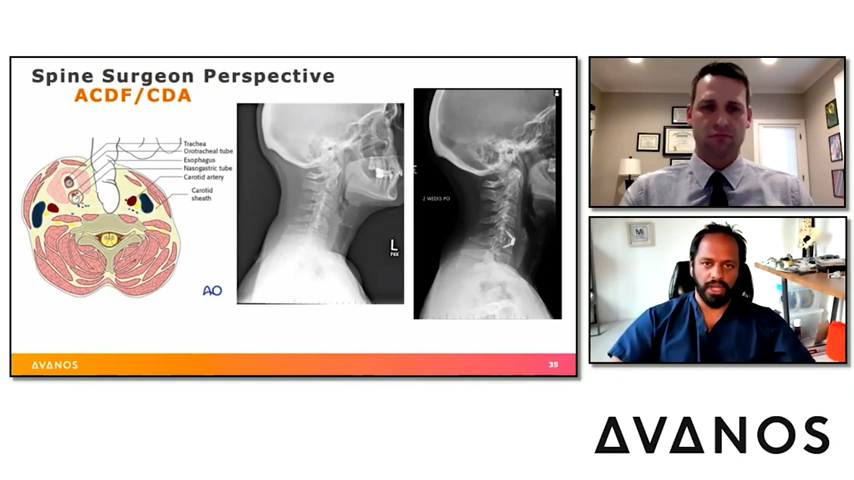 Spine Surgeon Perspective
ACDF/CDA
Trachea
Orotracheal tube
Esophagus
Nasogastric tube
Carotid artery
Carotid
sheath
AO
L
2 WEEKS PO
AVANOS
35
AVANOS